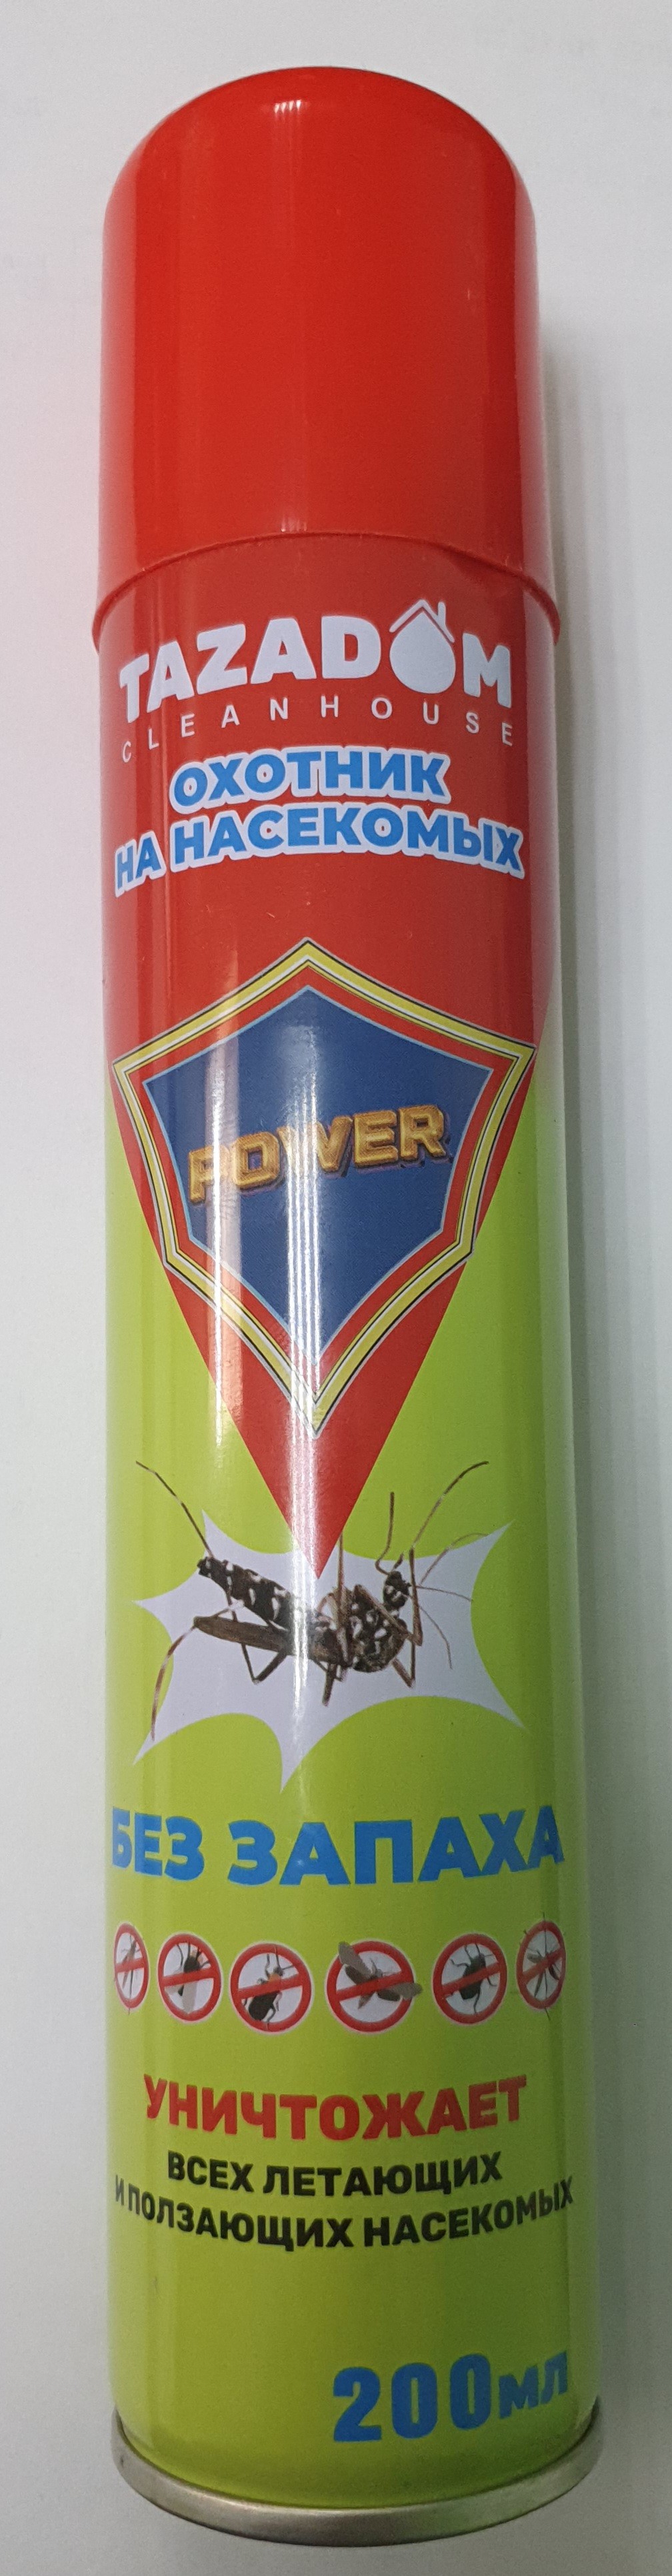 TAZADOM
CLEANHOUSE
ОХОТНИК
НА НАСЕКОМЫХ
POWER
БЕЗ ЗАПАХА
УНИЧТОЖАЕТ
ВСЕХ ЛЕТАЮЩИХ
И ПОЛЗАЮЩИХ НАСЕКОМЫХ
200мл